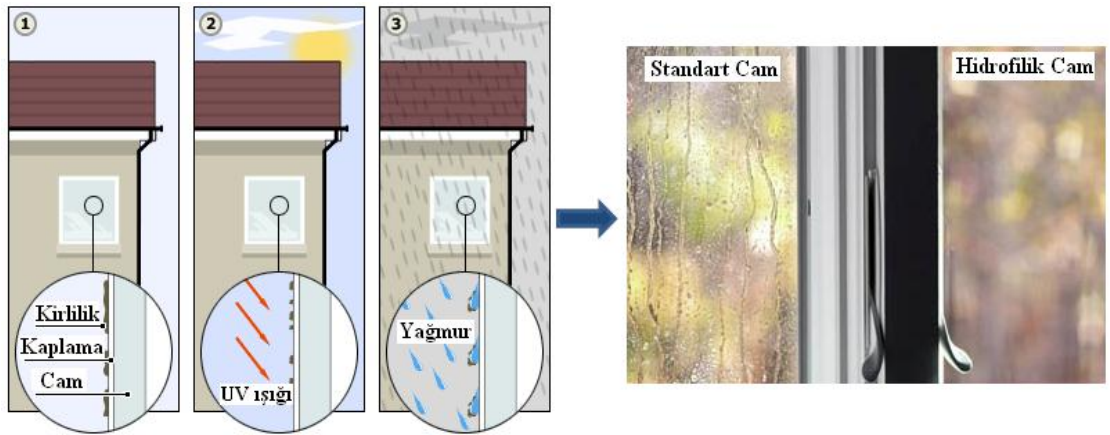 1
2
3
Kirlilik
Kaplama
Cam
UV ışığı
Yağmur
Standart Cam
Hidrofilik Cam